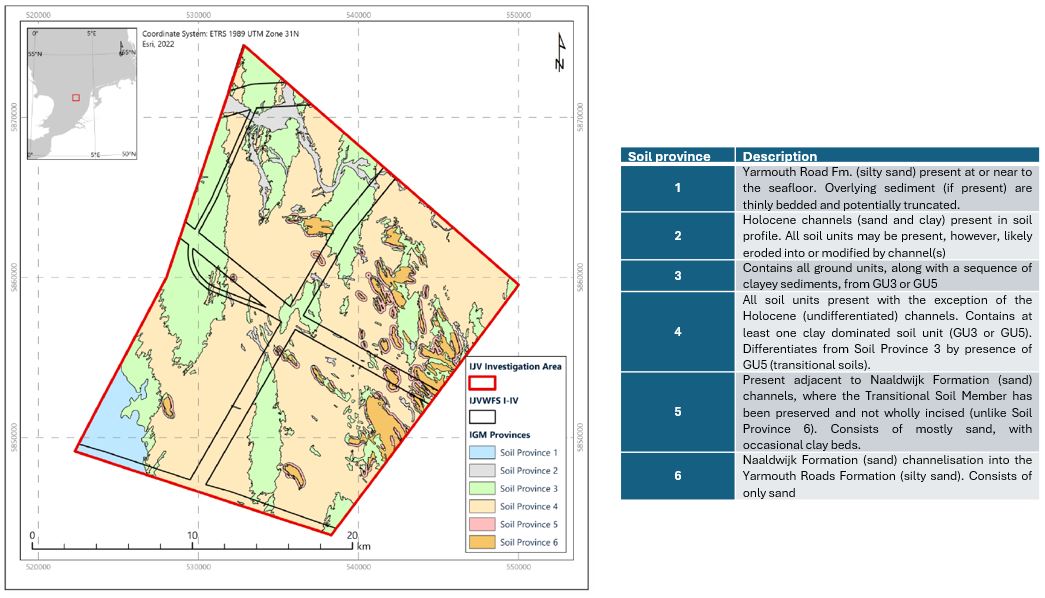 520000 530000 540000 550000
Coordinate System: ETRS 1989 UTM Zone 31N
Esri, 2022
0° 5°E
55°N 55°N
5°E 50°N
N
5870000 5870000
5860000 5860000
5850000 5850000
IJV Investigation Area
IJVWFS I-IV
IGM Provinces
Soil Province 1
Soil Province 2
Soil Province 3
Soil Province 4
Soil Province 5
Soil Province 6
0 10 20
km
520000 530000 540000 550000
Soil province Description
1
Yarmouth Road Fm. (silty sand) present at or near to
the seafloor. Overlying sediment (if present) are
thinly bedded and potentially truncated.
2
Holocene channels (sand and clay) present in soil
profile. All soil units may be present, however, likely
eroded into or modified by channel(s)
3
Contains all ground units, along with a sequence of
clayey sediments, from GU3 or GU5
4
All soil units present with the exception of the
Holocene (undifferentiated) channels. Contains at
least one clay dominated soil unit (GU3 or GU5).
Differentiates from Soil Province 3 by presence of
GU5 (transitional soils).
5
Present adjacent to Naaldwijk Formation (sand)
channels, where the Transitional Soil Member has
been preserved and not wholly incised (unlike Soil
Province 6). Consists of mostly sand, with
occasional clay beds.
6
Naaldwijk Formation (sand) channelisation into the
Yarmouth Roads Formation (silty sand). Consists of
only sand